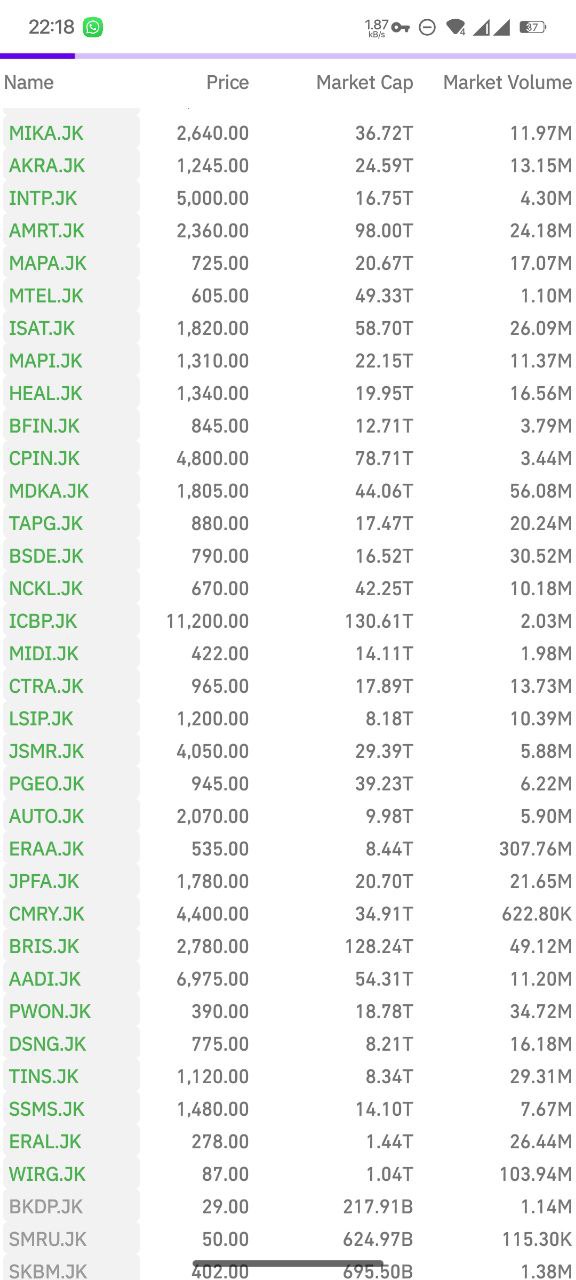 22:18 1.87 kB/s 4 37
Name Price Market Cap Market Volume
MIKA.JK 2,640.00 36.72T 11.97M
AKRA.JK 1,245.00 24.59T 13.15M
INTP.JK 5,000.00 16.75T 4.30M
AMRT.JK 2,360.00 98.00T 24.18M
MAPA.JK 725.00 20.67T 17.07M
MTEL.JK 605.00 49.33T 1.10M
ISAT.JK 1,820.00 58.70T 26.09M
MAPI.JK 1,310.00 22.15T 11.37M
HEAL.JK 1,340.00 19.95T 16.56M
BFIN.JK 845.00 12.71T 3.79M
CPIN.JK 4,800.00 78.71T 3.44M
MDKA.JK 1,805.00 44.06T 56.08M
TAPG.JK 880.00 17.47T 20.24M
BSDE.JK 790.00 16.52T 30.52M
NCKL.JK 670.00 42.25T 10.18M
ICBP.JK 11,200.00 130.61T 2.03M
MIDI.JK 422.00 14.11T 1.98M
CTRA.JK 965.00 17.89T 13.73M
LSIP.JK 1,200.00 8.18T 10.39M
JSMR.JK 4,050.00 29.39T 5.88M
PGEO.JK 945.00 39.23T 6.22M
AUTO.JK 2,070.00 9.98T 5.90M
ERAA.JK 535.00 8.44T 307.76M
JPFA.JK 1,780.00 20.70T 21.65M
CMRY.JK 4,400.00 34.91T 622.80K
BRIS.JK 2,780.00 128.24T 49.12M
AADI.JK 6,975.00 54.31T 11.20M
PWON.JK 390.00 18.78T 34.72M
DSNG.JK 775.00 8.21T 16.18M
TINS.JK 1,120.00 8.34T 29.31M
SSMS.JK 1,480.00 14.10T 7.67M
ERAL.JK 278.00 1.44T 26.44M
WIRG.JK 87.00 1.04T 103.94M
BKDP.JK 29.00 217.91B 1.14M
SMRU.JK 50.00 624.97B 115.30K
SKBM.JK 402.00 695.50B 1.38M